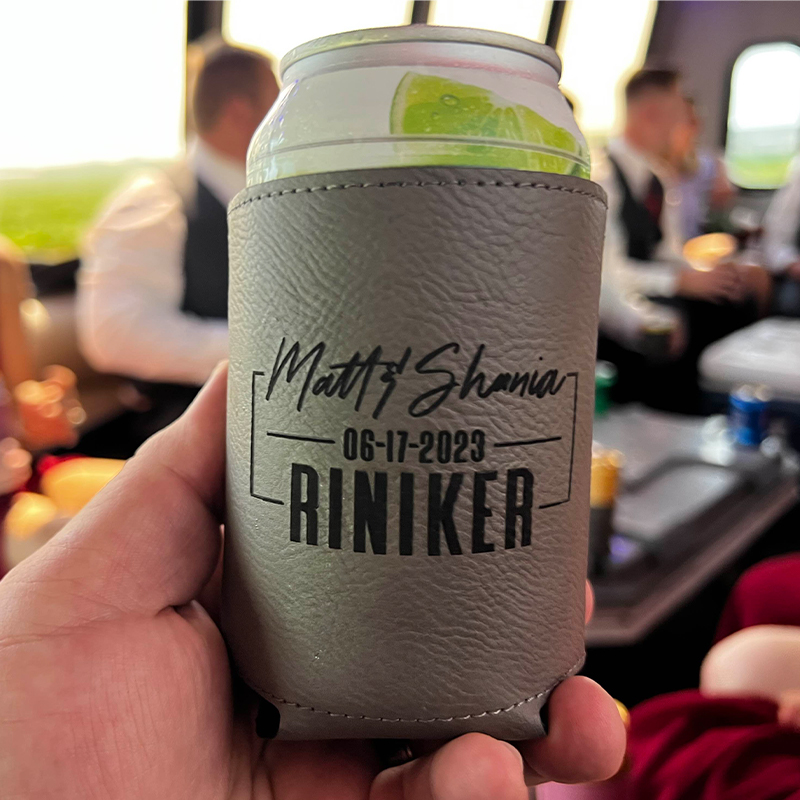 Matt & Shania
06-17-2023
RINIKER